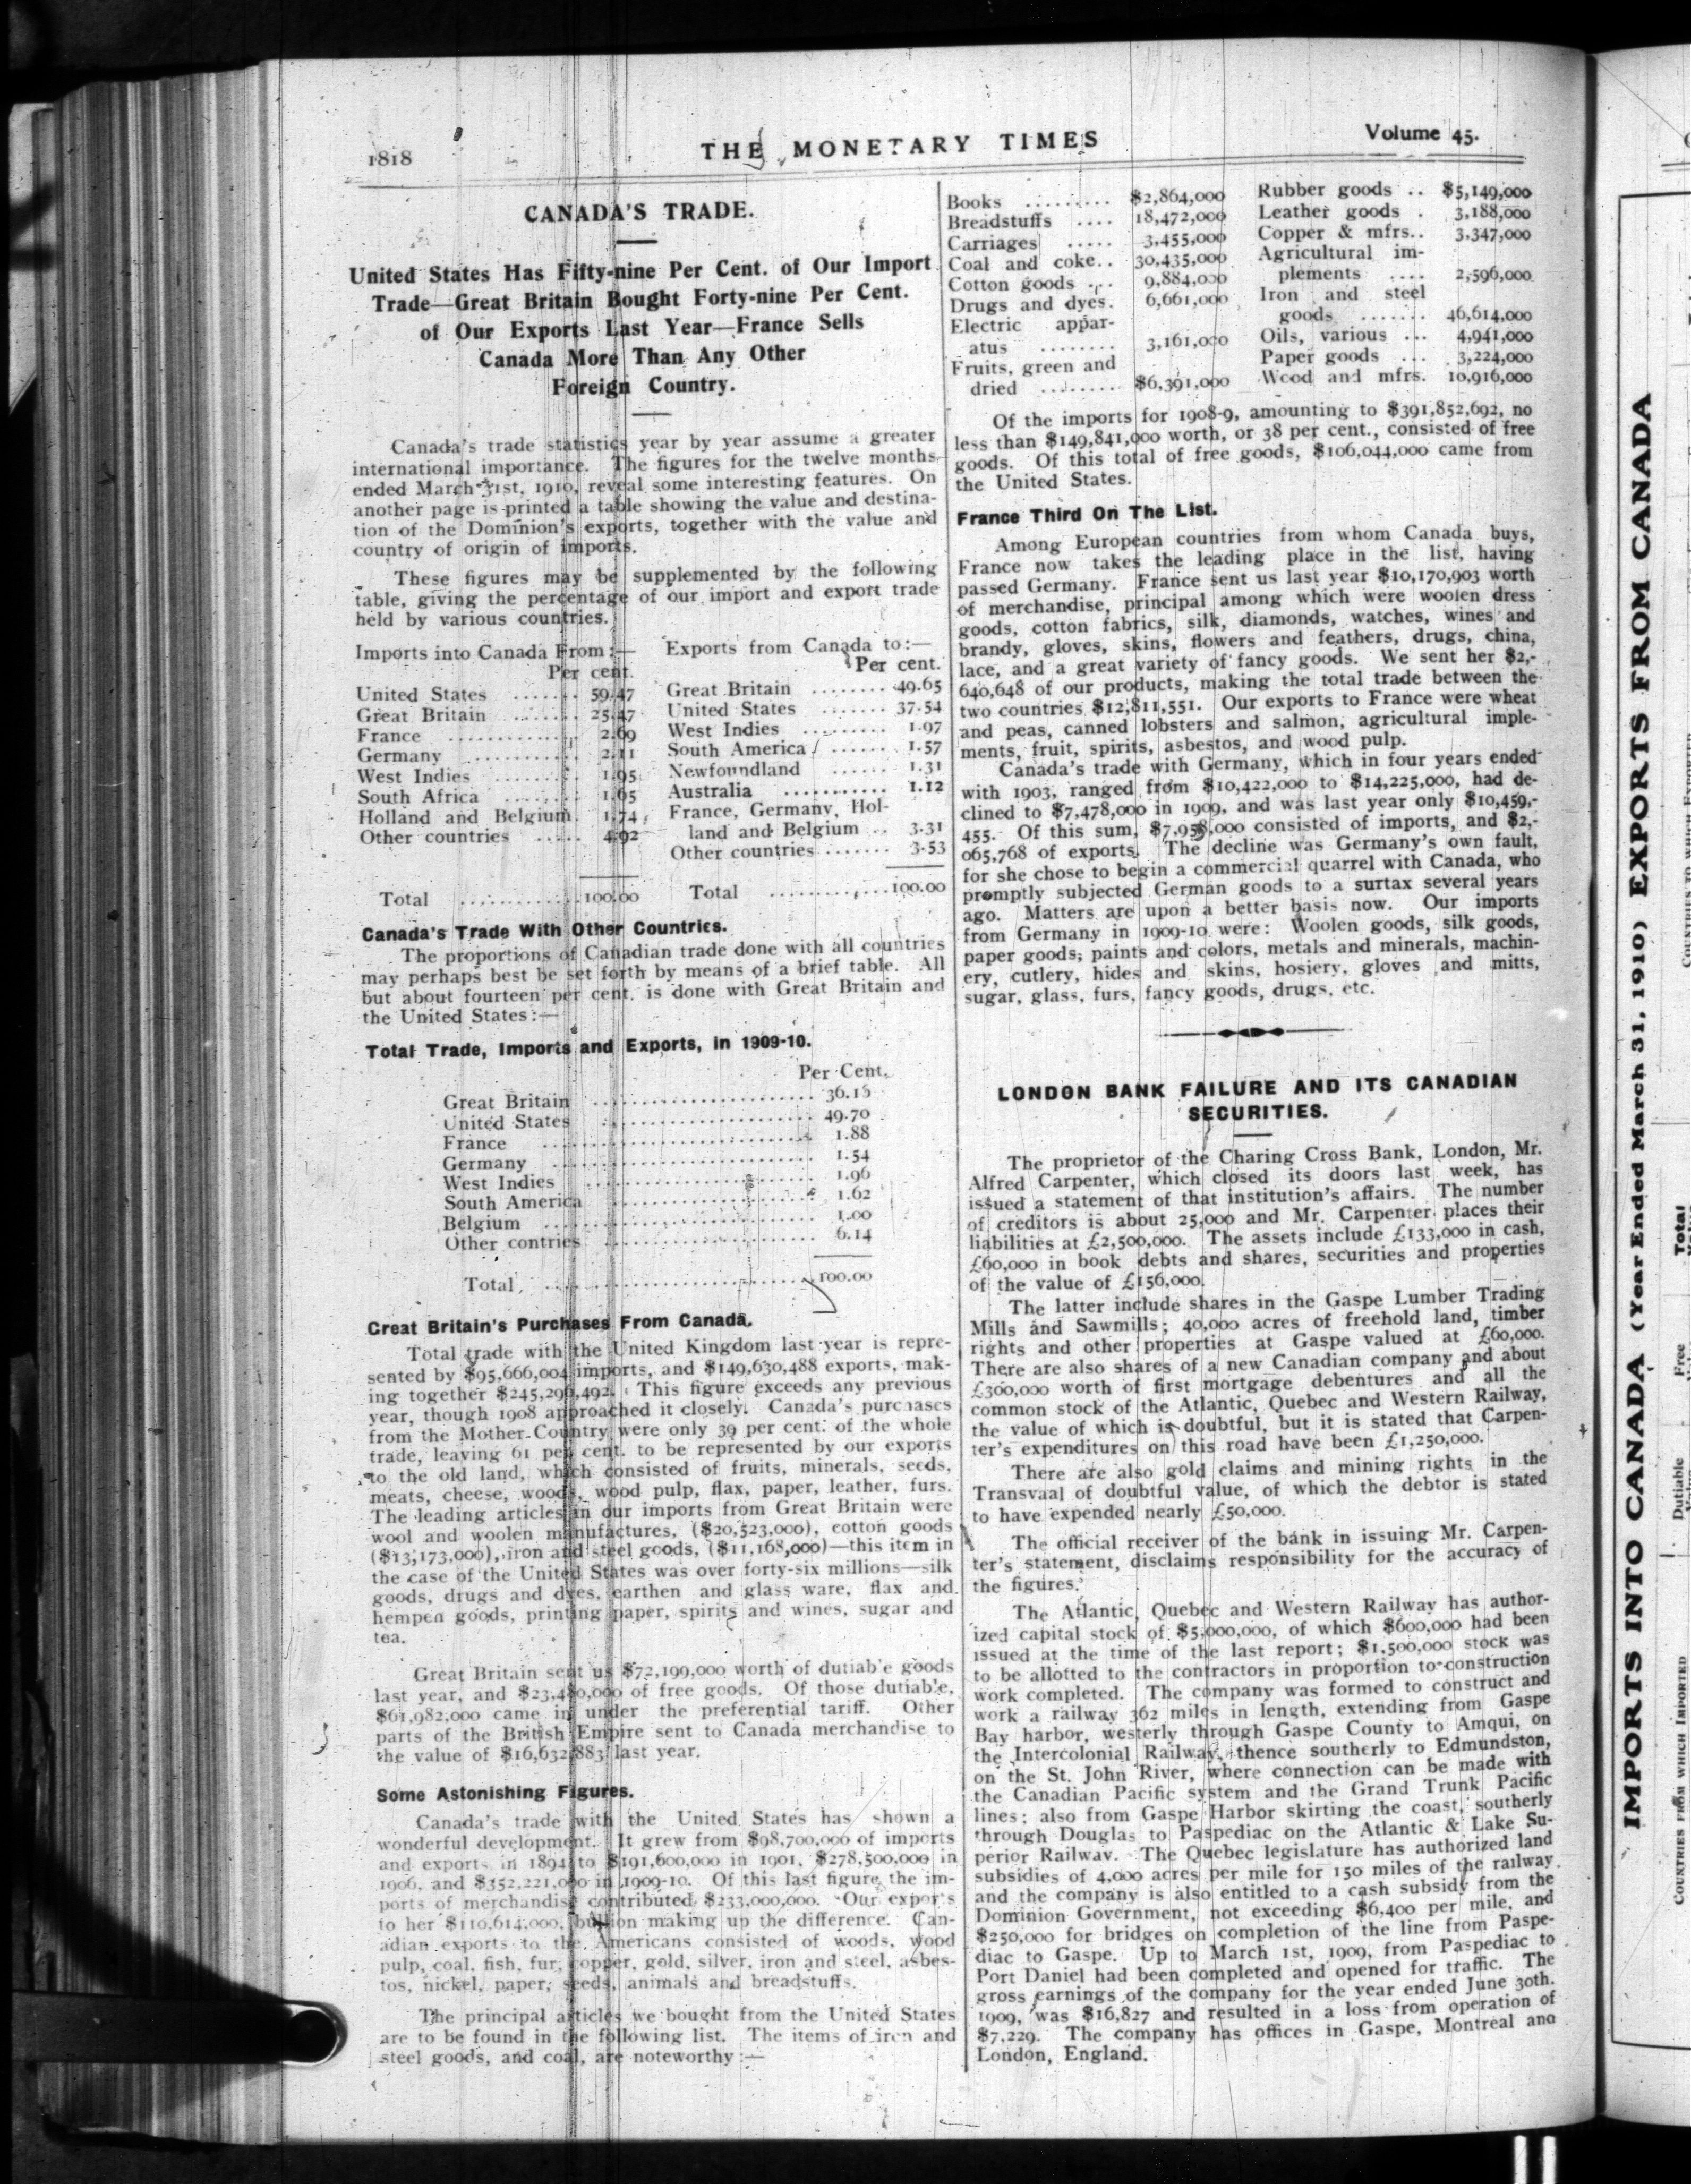 1818
THE MONETARY TIMES
Volume 45.
CANADA'S TRADE.
United States Has Fifty-nine Per Cent. of Our Import
Trade—Great Britain Bought Forty-nine Per Cent.
of Our Exports Last Year—France Sells
Canada More Than Any Other
Foreign Country.
Canada's trade statistics year by year assume a greater
international importance. The figures for the twelve months
ended March 31st, 1910, reveal some interesting features. On
another page is printed a table showing the value and destina-
tion of the Dominion's exports, together with the value and
country of origin of imports.
These figures may be supplemented by the following
table, giving the percentage of our import and export trade
held by various countries.
Imports into Canada From:—
Per cent.
United States ....... 59.47
Great Britain ....... 25.47
France ............ 2.69
Germany ........... 2.11
West Indies ........ 1.95
South Africa ....... 1.65
Holland and Belgium. 1.74
Other countries ..... 4.92
Total ............ 100.00
Exports from Canada to:—
Per cent.
Great Britain ........ 49.65
United States ....... 37.54
West Indies ......... 1.97
South America ...... 1.57
Newfoundland ...... 1.31
Australia ........... 1.12
France, Germany, Hol-
land and Belgium .. 3.31
Other countries ....... 3.53
Total ............ 100.00
Canada's Trade With Other Countries.
The proportions of Canadian trade done with all countries
may perhaps best be set forth by means of a brief table. All
but about fourteen per cent. is done with Great Britain and
the United States:—
Total Trade, Imports and Exports, in 1909-10.
Per Cent.
Great Britain ........................ 36.15
United States ........................ 49.70
France ........................ 1.88
Germany ........................ 1.54
West Indies ........................ 1.96
South America ........................ 1.62
Belgium ........................ 1.00
Other contries ........................ 6.14
Total ........................ 100.00
Great Britain's Purchases From Canada.
Total trade with the United Kingdom last year is repre-
sented by $95,666,004 imports, and $149,630,488 exports, mak-
ing together $245,296,492. This figure exceeds any previous
year, though 1908 approached it closely. Canada's purchases
from the Mother Country were only 39 per cent. of the whole
trade, leaving 61 per cent. to be represented by our exports
to the old land, which consisted of fruits, minerals, seeds,
meats, cheese, woods, wood pulp, flax, paper, leather, furs.
The leading articles in our imports from Great Britain were
wool and woolen manufactures, ($20,523,000), cotton goods
($13,173,000), iron and steel goods, ($11,168,000)—this item in
the case of the United States was over forty-six millions—silk
goods, drugs and dyes, earthen and glass ware, flax and
hempen goods, printing paper, spirits and wines, sugar and
tea.
Great Britain sent us $72,199,000 worth of dutiab'e goods
last year, and $23,480,000 of free goods. Of those dutiab'e,
$61,982,000 came in under the preferential tariff. Other
parts of the British Empire sent to Canada merchandise to
the value of $16,632,883 last year.
Some Astonishing Figures.
Canada's trade with the United States has shown a
wonderful development. It grew from $98,700,000 of imports
and exports in 1894 to $191,600,000 in 1901, $278,500,000 in
1906, and $352,221,000 in 1909-10. Of this last figure the im-
ports of merchandise contributed $233,000,000. Our exports
to her $110,614,000, bullion making up the difference. Can-
adian exports to the Americans consisted of woods, wood
pulp, coal, fish, fur, copper, gold, silver, iron and steel, asbes-
tos, nickel, paper, seeds, animals and breadstuffs.
The principal articles we bought from the United States
are to be found in the following list. The items of iron and
steel goods, and coal, are noteworthy:—
Books ......... $2,864,000
Breadstuffs .... 18,472,000
Carriages ..... 3,455,000
Coal and coke.. 30,435,000
Cotton goods ... 9,884,000
Drugs and dyes. 6,661,000
Electric appar-
atus ........ 3,161,000
Fruits, green and
dried ........ $6,391,000
Rubber goods .. $5,149,000
Leather goods . 3,188,000
Copper & mfrs.. 3,347,000
Agricultural im-
plements .... 2,596,000
Iron and steel
goods ....... 46,614,000
Oils, various ... 4,941,000
Paper goods ... 3,224,000
Wood and mfrs. 10,916,000
Of the imports for 1908-9, amounting to $391,852,692, no
less than $149,841,000 worth, or 38 per cent., consisted of free
goods. Of this total of free goods, $106,044,000 came from
the United States.
France Third On The List.
Among European countries from whom Canada buys,
France now takes the leading place in the list, having
passed Germany. France sent us last year $10,170,903 worth
of merchandise, principal among which were woolen dress
goods, cotton fabrics, silk, diamonds, watches, wines and
brandy, gloves, skins, flowers and feathers, drugs, china,
lace, and a great variety of fancy goods. We sent her $2,-
640,648 of our products, making the total trade between the
two countries $12,811,551. Our exports to France were wheat
and peas, canned lobsters and salmon, agricultural imple-
ments, fruit, spirits, asbestos, and wood pulp.
Canada's trade with Germany, which in four years ended
with 1903, ranged from $10,422,000 to $14,225,000, had de-
clined to $7,478,000 in 1909, and was last year only $10,459,-
455. Of this sum, $7,958,000 consisted of imports, and $2,-
065,768 of exports. The decline was Germany's own fault,
for she chose to begin a commercial quarrel with Canada, who
promptly subjected German goods to a surtax several years
ago. Matters are upon a better basis now. Our imports
from Germany in 1909-10 were: Woolen goods, silk goods,
paper goods, paints and colors, metals and minerals, machin-
ery, cutlery, hides and skins, hosiery, gloves and mitts,
sugar, glass, furs, fancy goods, drugs, etc.
LONDON BANK FAILURE AND ITS CANADIAN
SECURITIES.
The proprietor of the Charing Cross Bank, London, Mr.
Alfred Carpenter, which closed its doors last week, has
issued a statement of that institution's affairs. The number
of creditors is about 25,000 and Mr. Carpenter places their
liabilities at £2,500,000. The assets include £133,000 in cash,
£60,000 in book debts and shares, securities and properties
of the value of £156,000.
The latter include shares in the Gaspe Lumber Trading
Mills and Sawmills; 40,000 acres of freehold land, timber
rights and other properties at Gaspe valued at £60,000.
There are also shares of a new Canadian company and about
£300,000 worth of first mortgage debentures and all the
common stock of the Atlantic, Quebec and Western Railway,
the value of which is doubtful, but it is stated that Carpen-
ter's expenditures on this road have been £1,250,000.
There are also gold claims and mining rights in the
Transvaal of doubtful value, of which the debtor is stated
to have expended nearly £50,000.
The official receiver of the bank in issuing Mr. Carpen-
ter's statement, disclaims responsibility for the accuracy of
the figures.
The Atlantic, Quebec and Western Railway has author-
ized capital stock of $5,000,000, of which $600,000 had been
issued at the time of the last report; $1,500,000 stock was
to be allotted to the contractors in proportion to construction
work completed. The company was formed to construct and
work a railway 362 miles in length, extending from Gaspe
Bay harbor, westerly through Gaspe County to Amqui, on
the Intercolonial Railway, thence southerly to Edmundston,
on the St. John River, where connection can be made with
the Canadian Pacific system and the Grand Trunk Pacific
lines; also from Gaspe Harbor skirting the coast, southerly
through Douglas to Paspediac on the Atlantic & Lake Su-
perior Railway. The Quebec legislature has authorized land
subsidies of 4,000 acres per mile for 150 miles of the railway
and the company is also entitled to a cash subsidy from the
Dominion Government, not exceeding $6,400 per mile, and
$250,000 for bridges on completion of the line from Paspe-
diac to Gaspe. Up to March 1st, 1909, from Paspediac to
Port Daniel had been completed and opened for traffic. The
gross earnings of the company for the year ended June 30th.
1909, was $16,827 and resulted in a loss from operation of
$7,229. The company has offices in Gaspe, Montreal and
London, England.
IMPORTS INTO CANADA (Year Ended March 31, 1910) EXPORTS FROM CANADA
COUNTRIES FROM WHICH IMPORTED
Dutiable
Free
Total